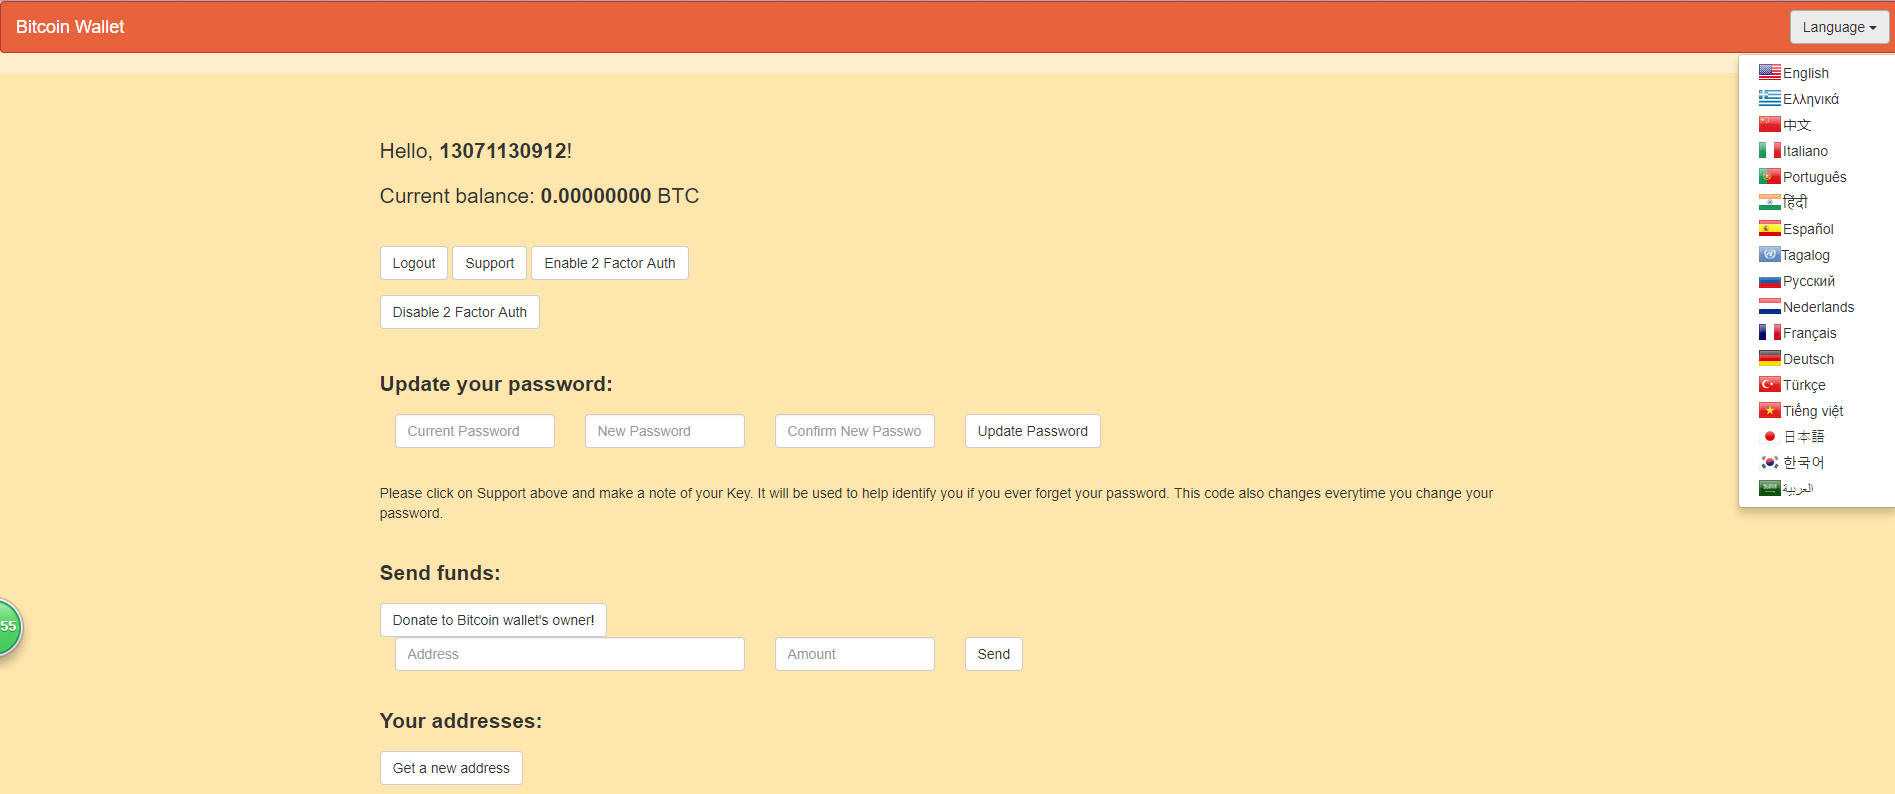 Bitcoin Wallet
Language
English
Ελληνικά
中文
Italiano
Português
हिंदी
Español
Tagalog
Русский
Nederlands
Français
Deutsch
Türkçe
Tiếng việt
日本語
한국어
العربية
Hello, 13071130912!
Current balance: 0.00000000 BTC
Logout Support Enable 2 Factor Auth
Disable 2 Factor Auth
Update your password:
Current Password New Password Confirm New Passwo Update Password
Please click on Support above and make a note of your Key. It will be used to help identify you if you ever forget your password. This code also changes everytime you change your
password.
Send funds:
55
Donate to Bitcoin wallet's owner!
Address Amount Send
Your addresses:
Get a new address